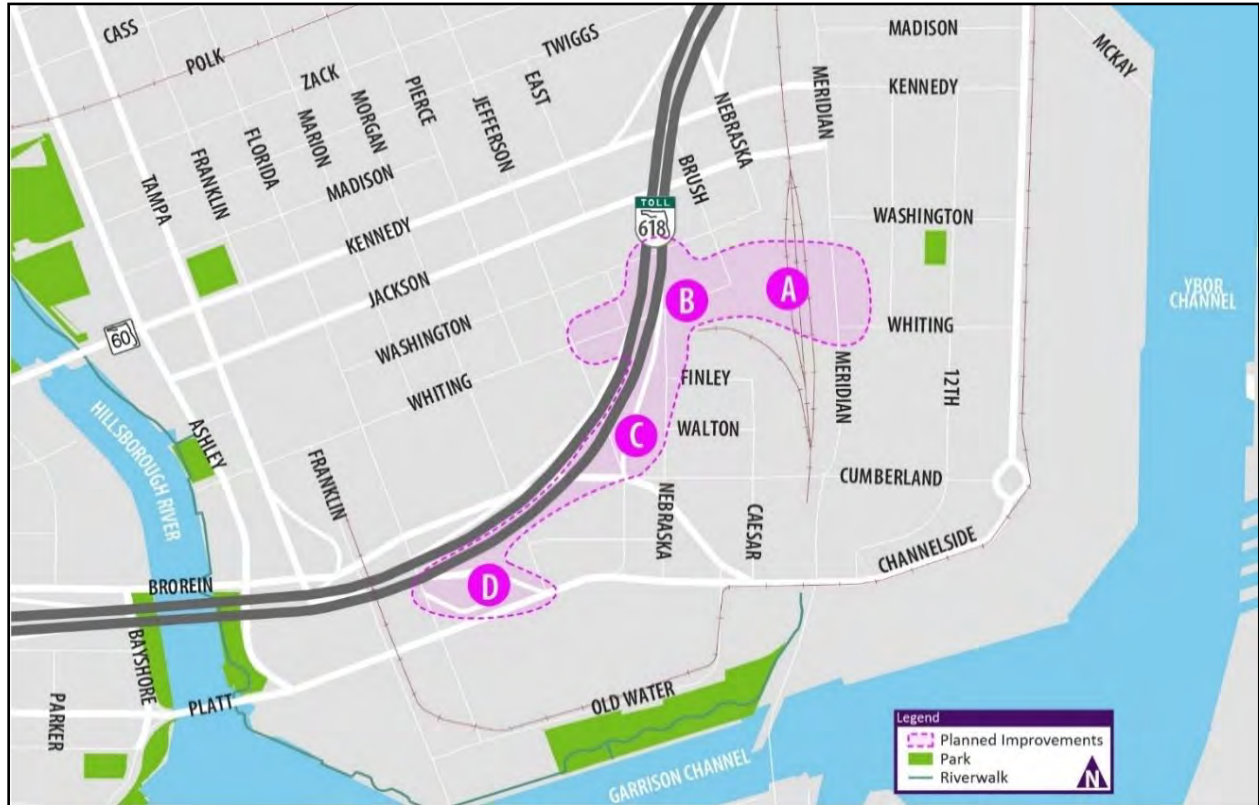 CASS
POLK
ZACK
TWIGGS
MADISON
MCKAY
KENNEDY
MERIDIAN
NEBRASKA
EAST
JEFFERSON
PIERCE
MORGAN
MARION
FLORIDA
FRANKLIN
TAMPA
MADISON
KENNEDY
JACKSON
BRUSH
TOLL
618
WASHINGTON
YBOR
CHANNEL
A
B
WHITING
60
WASHINGTON
WHITING
FINLEY
MERIDIAN
12TH
C
WALTON
ASHLEY
HILLSBOROUGH RIVER
FRANKLIN
CUMBERLAND
NEBRASKA
CAESAR
CHANNELSIDE
BROREIN
D
BAYSHORE
PLATT
PARKER
OLD WATER
GARRISON CHANNEL
Legend
Planned Improvements
Park
Riverwalk
N